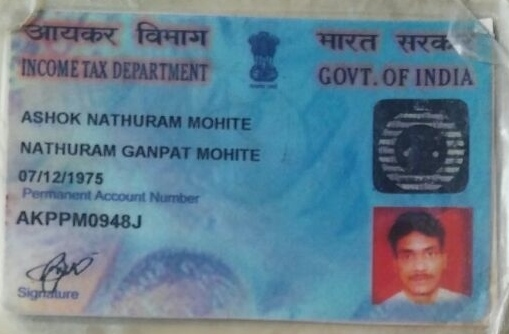 आयकर विभाग
भारत सरक
INCOME TAX DEPARTMENT
GOVT. OF INDIA
ASHOK NATHURAM MOHITE
NATHURAM GANPAT MOHITE
07/12/1975
Permanent Account Number
AKPPM0948J
Signature